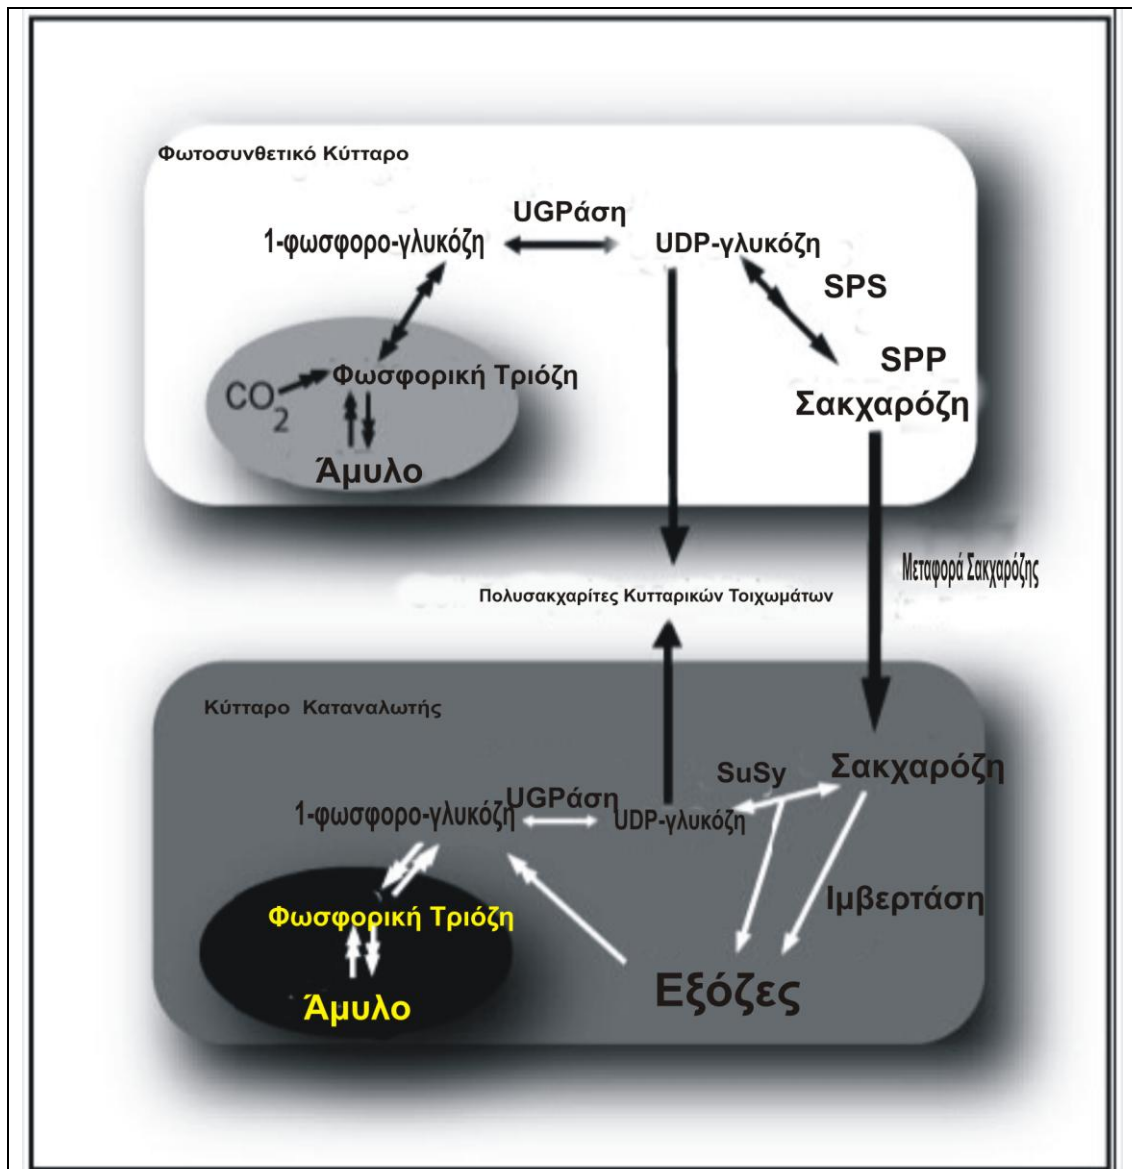 Φωτοσυνθετικό Κύτταρο
UGPάση
1-φωσφορο-γλυκόζη
UDP-γλυκόζη
SPS
SPP
Φωσφορική Τριόζη
CO2
Σακχαρόζη
Άμυλο
Μεταφορά Σακχαρόζης
Πολυσακχαρίτες Κυτταρικών Τοιχωμάτων
Κύτταρο Καταναλωτής
SuSy
Σακχαρόζη
UGPάση
1-φωσφορο-γλυκόζη
UDP-γλυκόζη
Ιμβερτάση
Φωσφορική Τριόζη
Εξόζες
Άμυλο